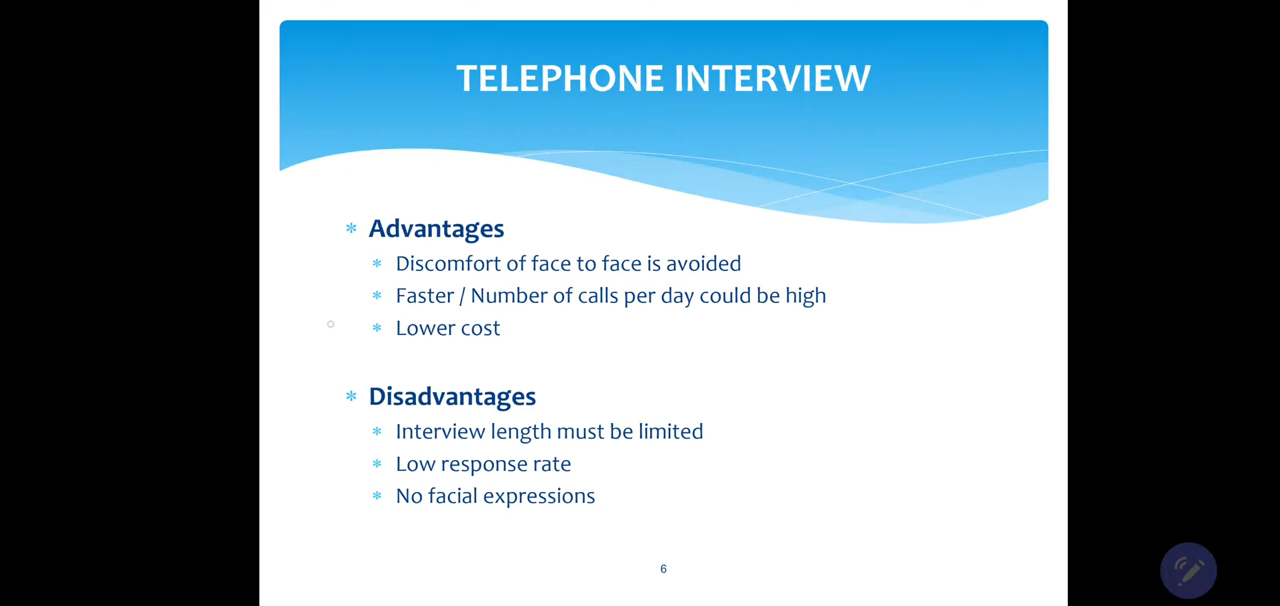 TELEPHONE INTERVIEW
Advantages
Discomfort of face to face is avoided
Faster / Number of calls per day could be high
Lower cost
Disadvantages
Interview length must be limited
Low response rate
No facial expressions
6